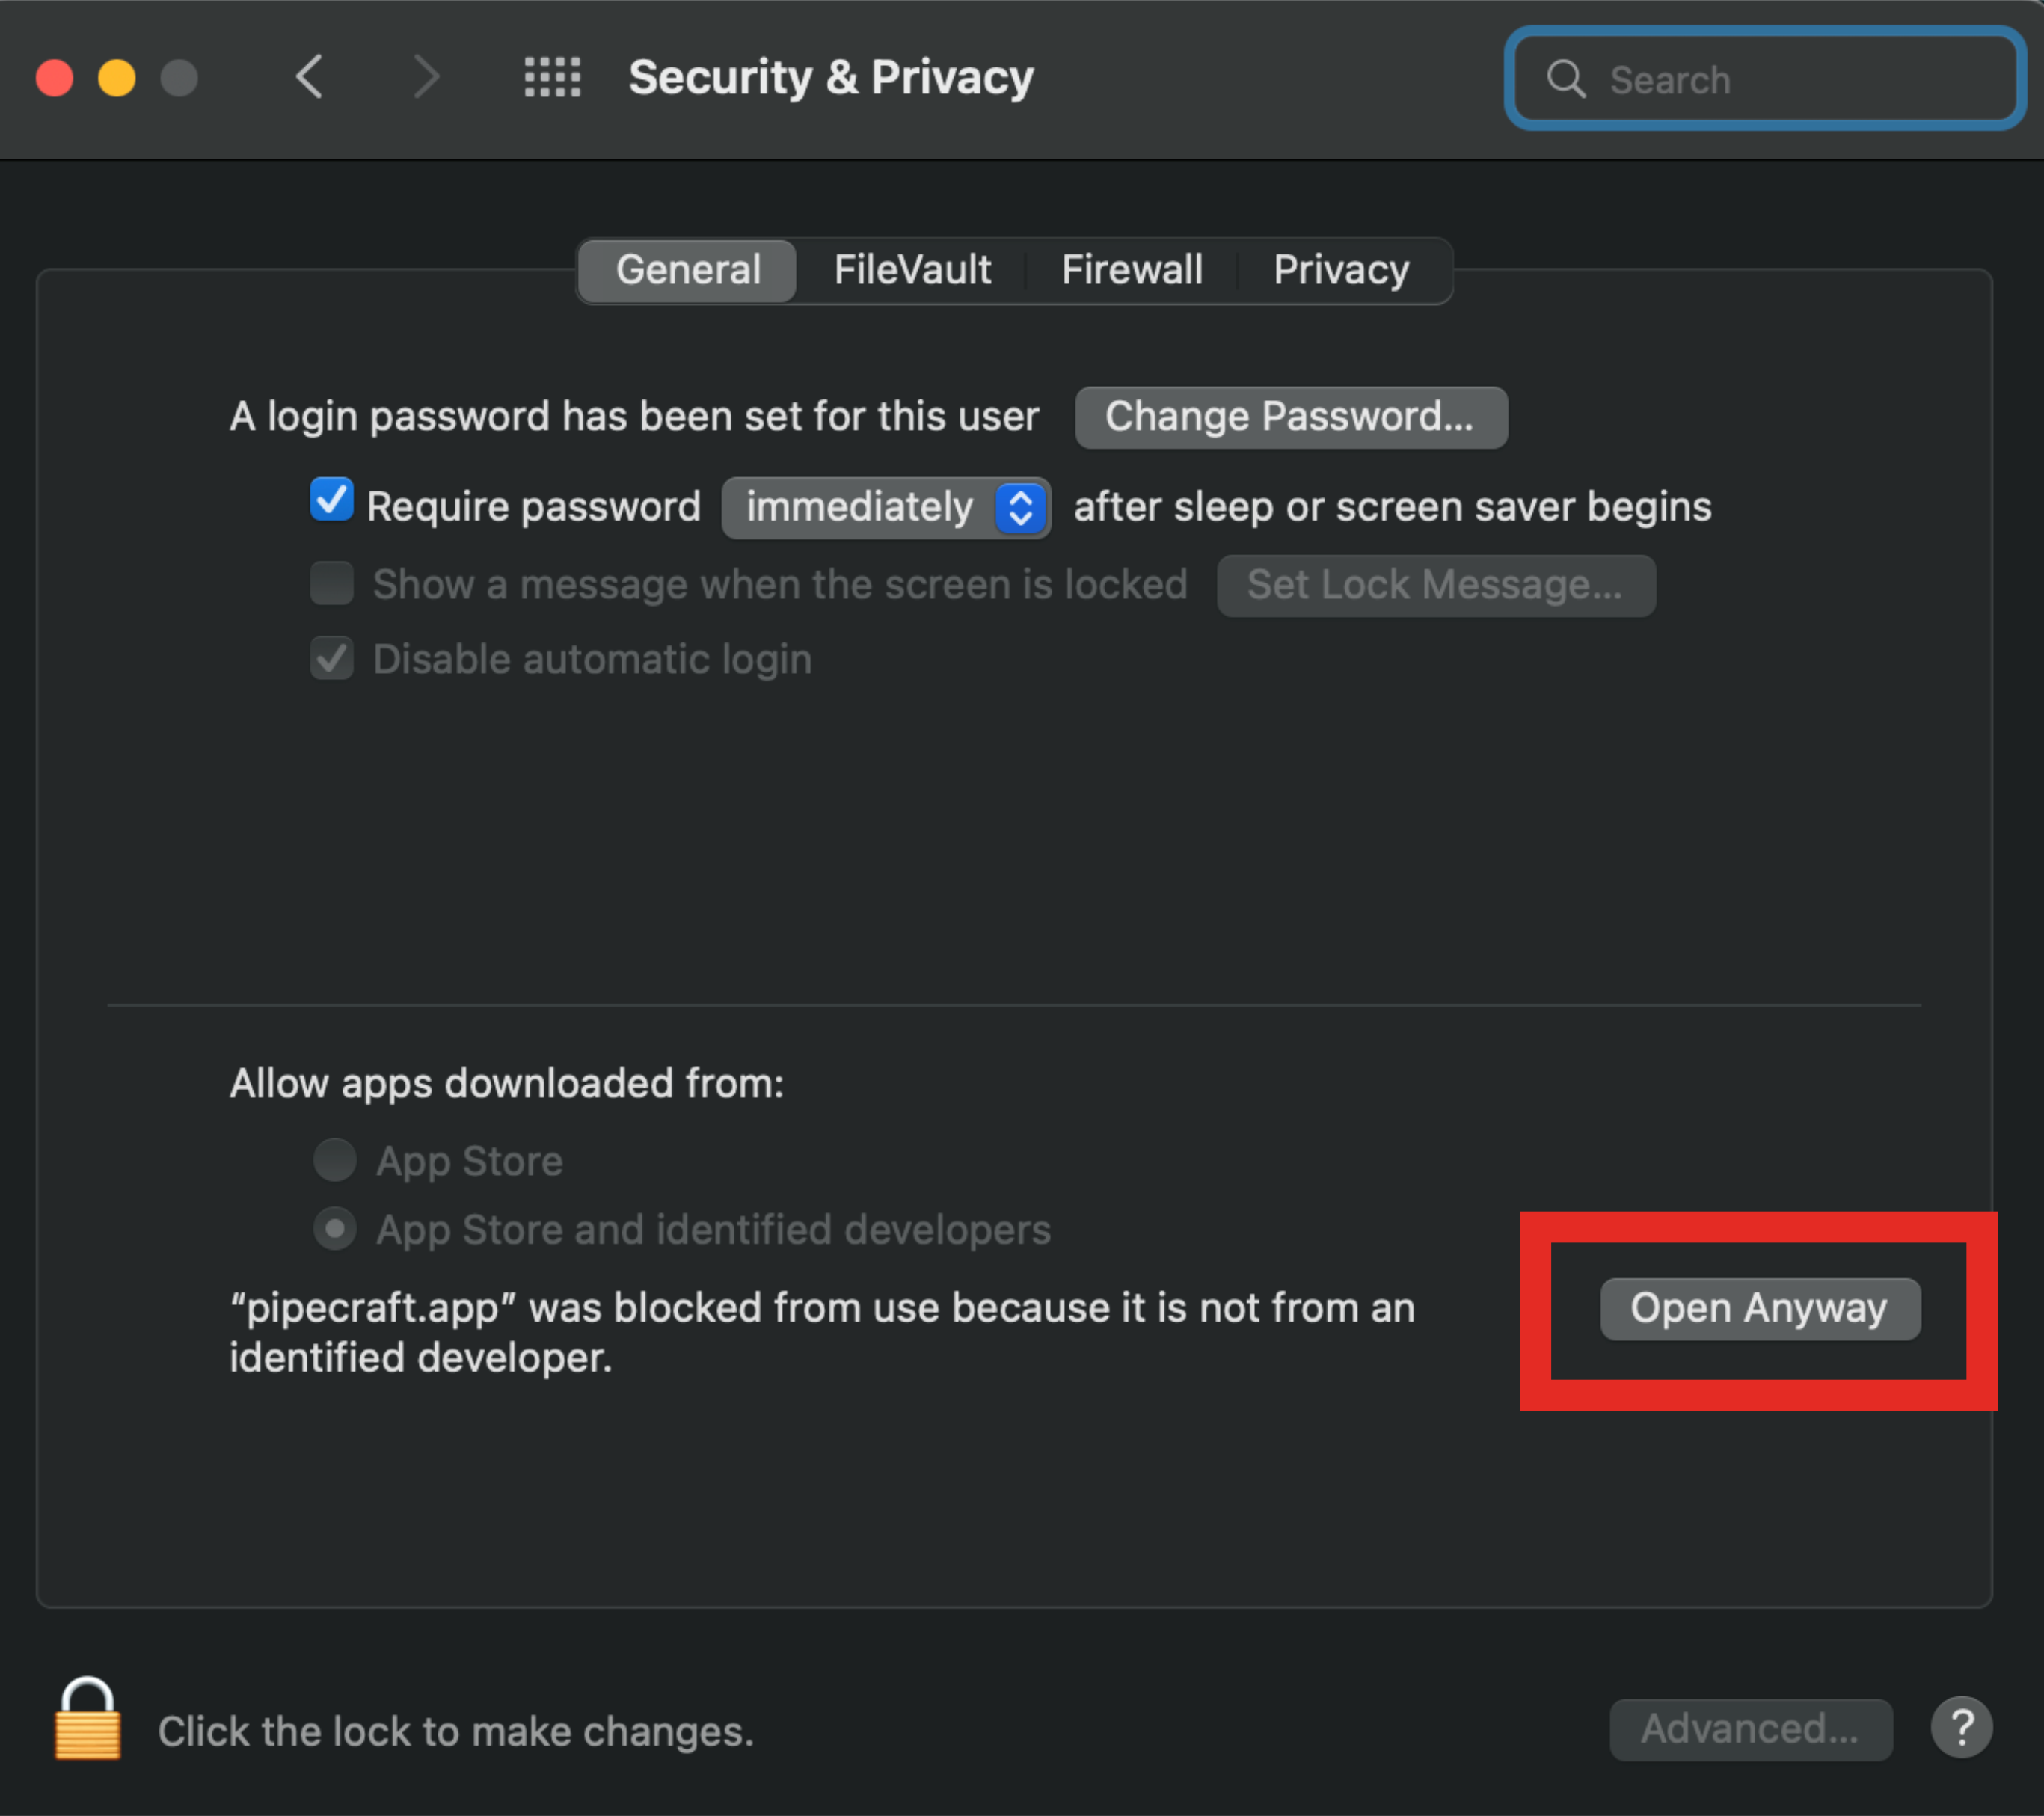 Security & Privacy
Search
General FileVault Firewall Privacy
A login password has been set for this user Change Password...
Require password immediately after sleep or screen saver begins
Show a message when the screen is locked Set Lock Message...
Disable automatic login
Allow apps downloaded from:
App Store
App Store and identified developers
“pipecraft.app” was blocked from use because it is not from an Open Anyway
identified developer.
Click the lock to make changes. Advanced... ?